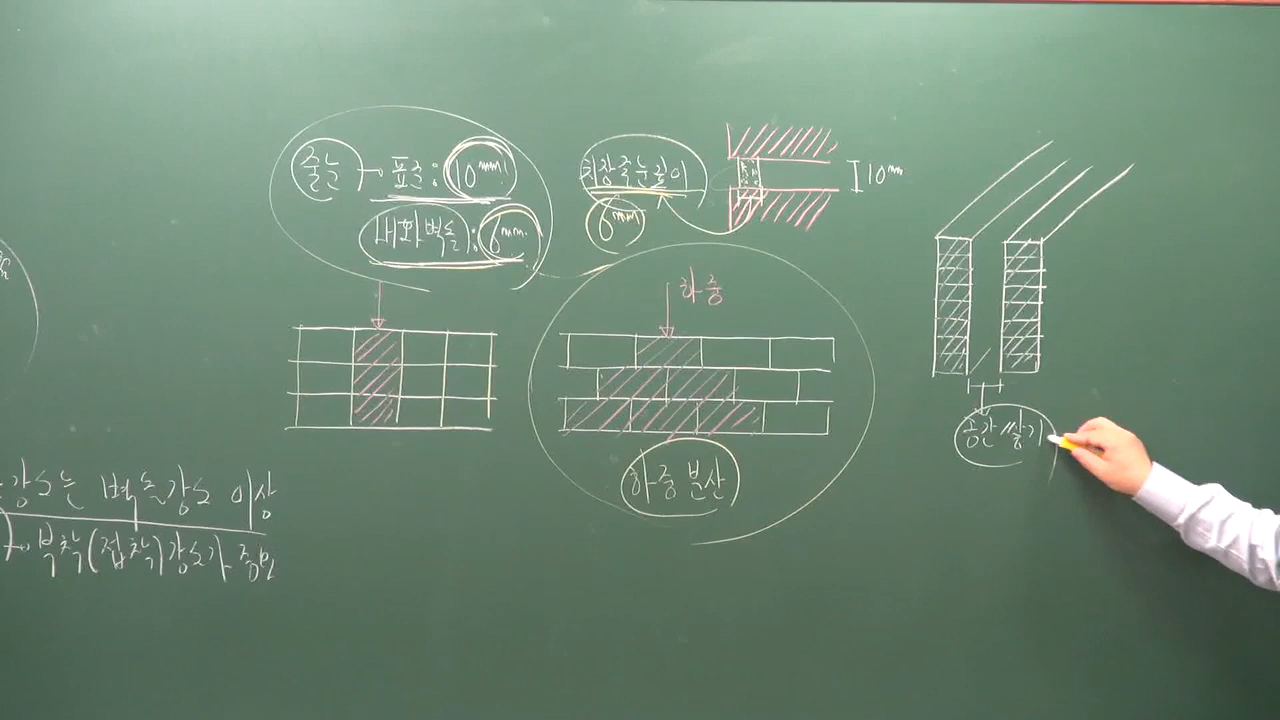 줄눈 → 표준 : 10mm
내화벽돌 : 6mm
치장줄눈 깊이
6mm
10mm
하중
하중 분산
공간쌓기
강도는 벽돌강도 이상
부착(접착)강도가 중요